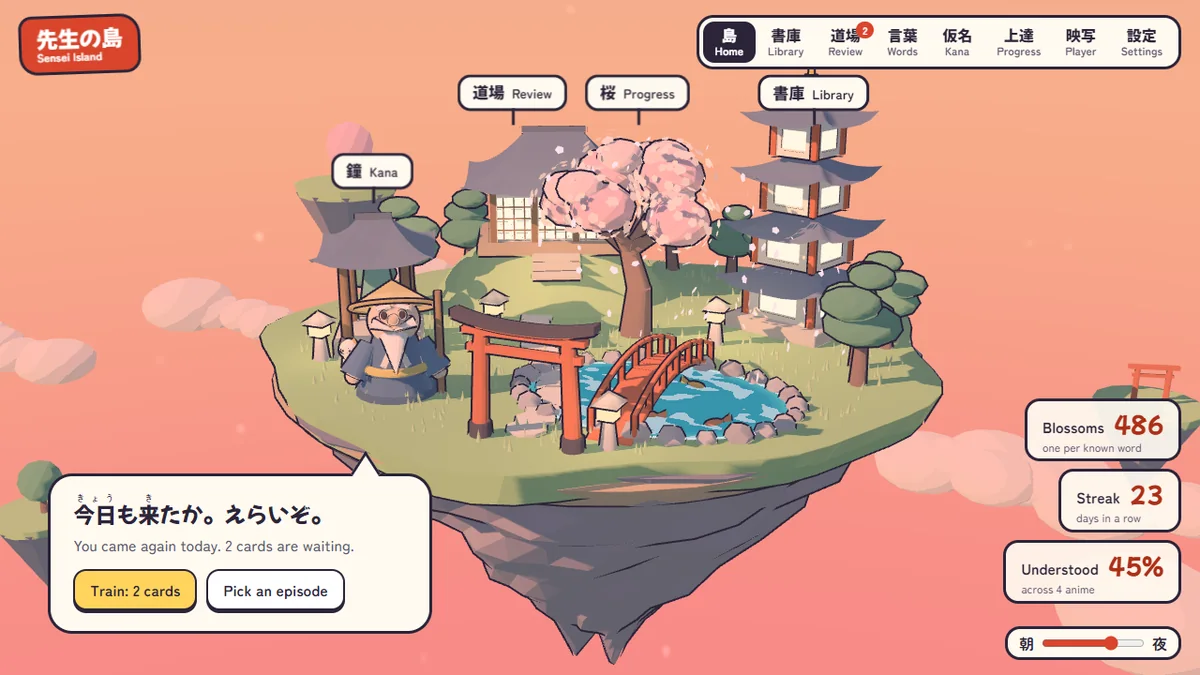 先生の島
Sensei Island
島
Home
書庫
Library
道場 2
Review
言葉
Words
仮名
Kana
上達
Progress
映写
Player
設定
Settings
道場 Review
桜 Progress
書庫 Library
鐘 Kana
きょう き
今日も来たか。えらいぞ。
You came again today. 2 cards are waiting.
Train: 2 cards
Pick an episode
Blossoms 486
one per known word
Streak 23
days in a row
Understood 45%
across 4 anime
朝 夜